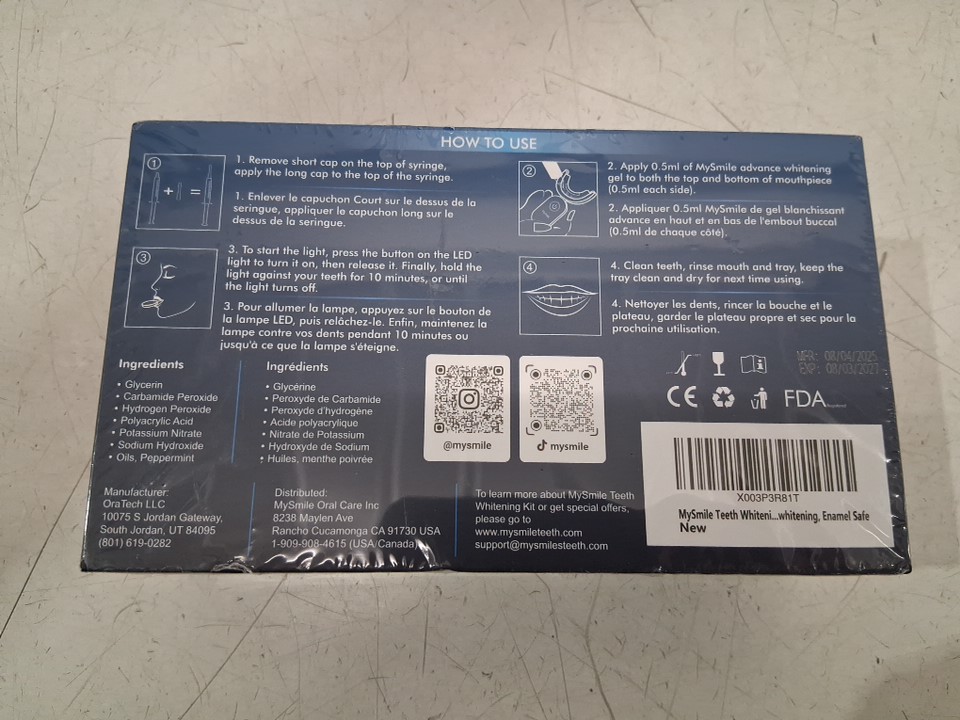 HOW TO USE
1
1. Remove short cap on the top of syringe,
apply the long cap to the top of the syringe.
1. Enlever le capuchon Court sur le dessus de la
seringue, appliquer le capuchon long sur le
dessus de la seringue.
2
2. Apply 0.5ml of MySmile advance whitening
gel to both the top and bottom of mouthpiece
(0.5ml each side).
2. Appliquer 0.5ml MySmile de gel blanchissant
advance en haut et en bas de l'embout buccal
(0.5ml de chaque côté).
3
3. To start the light, press the button on the LED
light to turn it on, then release it. Finally, hold the
light against your teeth for 10 minutes, or until
the light turns off.
3. Pour allumer la lampe, appuyez sur le bouton de
la lampe LED, puis relâchez-le. Enfin, maintenez la
lampe contre vos dents pendant 10 minutes ou
jusqu'à ce que la lampe s'éteigne.
4
4. Clean teeth, rinse mouth and tray, keep the
tray clean and dry for next time using.
4. Nettoyer les dents, rincer la bouche et le
plateau, garder le plateau propre et sec pour la
prochaine utilisation.
Ingredients
• Glycerin
• Carbamide Peroxide
• Hydrogen Peroxide
• Polyacrylic Acid
• Potassium Nitrate
• Sodium Hydroxide
• Oils, Peppermint
Ingrédients
• Glycérine
• Peroxyde de Carbamide
• Peroxyde d'hydrogène
• Acide polyacrylique
• Nitrate de Potassium
• Hydroxyde de Sodium
• Huiles, menthe poivrée
@mysmile
mysmile
MFR: 08/04/2025
EXP: 08/03/2027
CE
FDA
X003P3R81T
MySmile Teeth Whiteni...whitening, Enamel Safe
New
Manufacturer:
OraTech LLC
10075 S Jordan Gateway,
South Jordan, UT 84095
(801) 619-0282
Distributed:
MySmile Oral Care Inc
8238 Maylen Ave
Rancho Cucamonga CA 91730 USA
1-909-908-4615 (USA/Canada)
To learn more about MySmile Teeth
Whitening Kit or get special offers,
please go to
www.mysmileteeth.com
support@mysmilesteeth.com